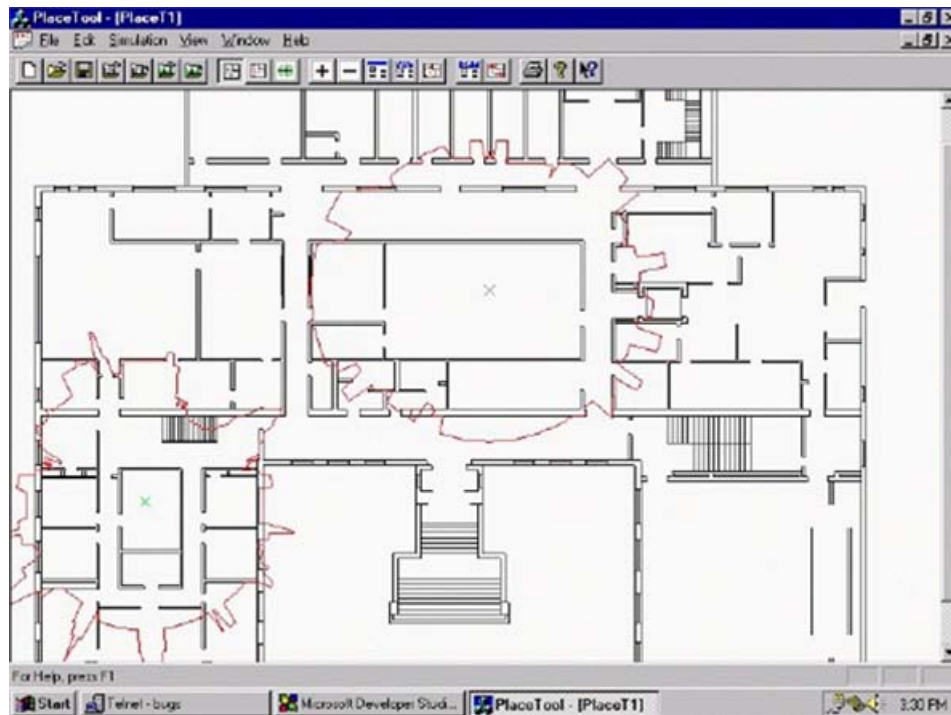 PlaceTool - [PlaceT1]
File Edit Simulation View Window Help
For Help, press F1
Start Telnet - bugs Microsoft Developer Studi... PlaceTool - [PlaceT1] 3:30 PM